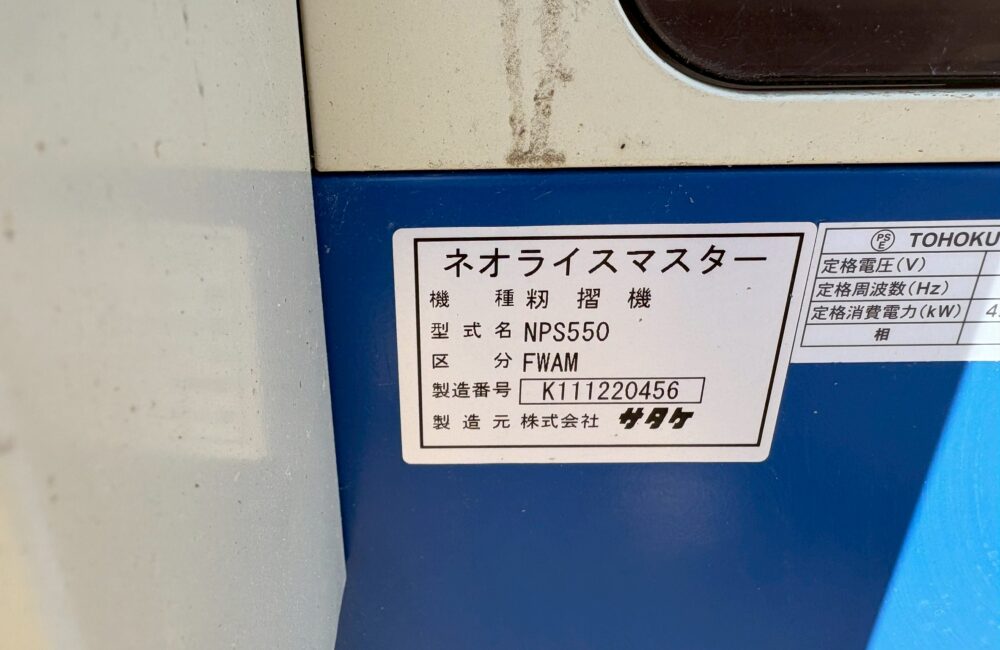 ネオライスマスター
機種 籾摺機
型式名 NPS550
区分 FWAM
製造番号 K111220456
製造元 株式会社 サタケ
PSE TOHOKU
定格電圧(V)
定格周波数(Hz)
定格消費電力(kW) 4
相